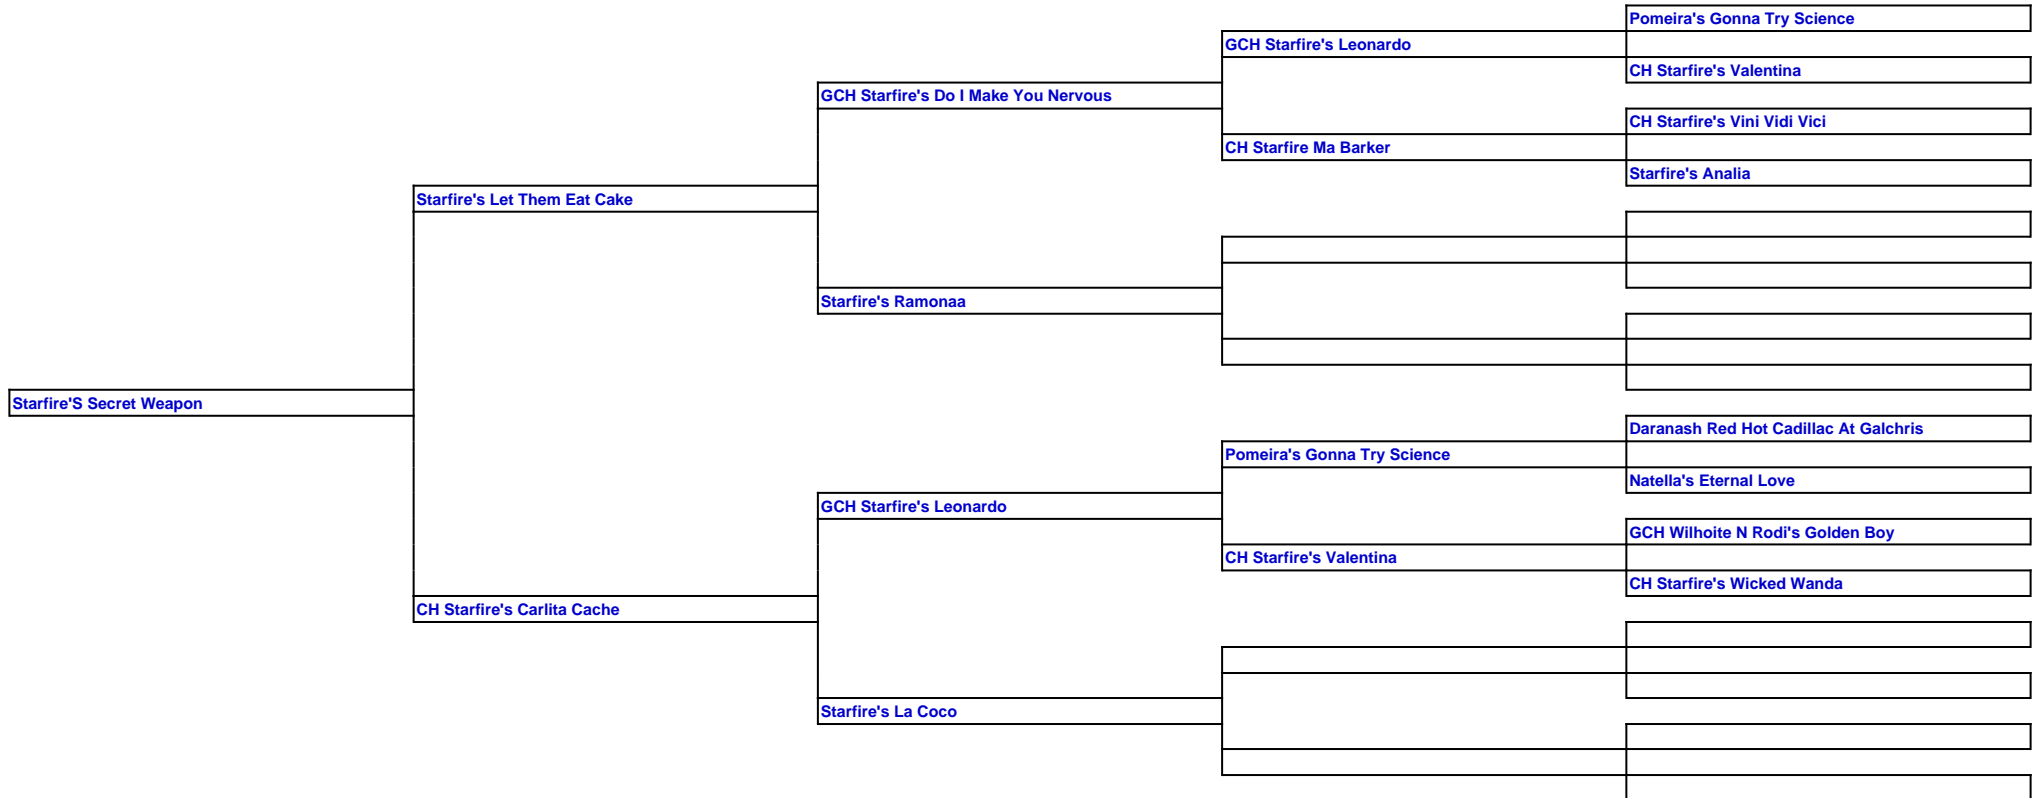 Pomeira's Gonna Try Science
GCH Starfire's Leonardo
CH Starfire's Valentina
GCH Starfire's Do I Make You Nervous
CH Starfire's Vini Vidi Vici
CH Starfire Ma Barker
Starfire's Analia
Starfire's Let Them Eat Cake
Starfire's Ramonaa
Starfire'S Secret Weapon
Daranash Red Hot Cadillac At Galchris
Pomeira's Gonna Try Science
Natella's Eternal Love
GCH Starfire's Leonardo
GCH Wilhoite N Rodi's Golden Boy
CH Starfire's Valentina
CH Starfire's Wicked Wanda
CH Starfire's Carlita Cache
Starfire's La Coco